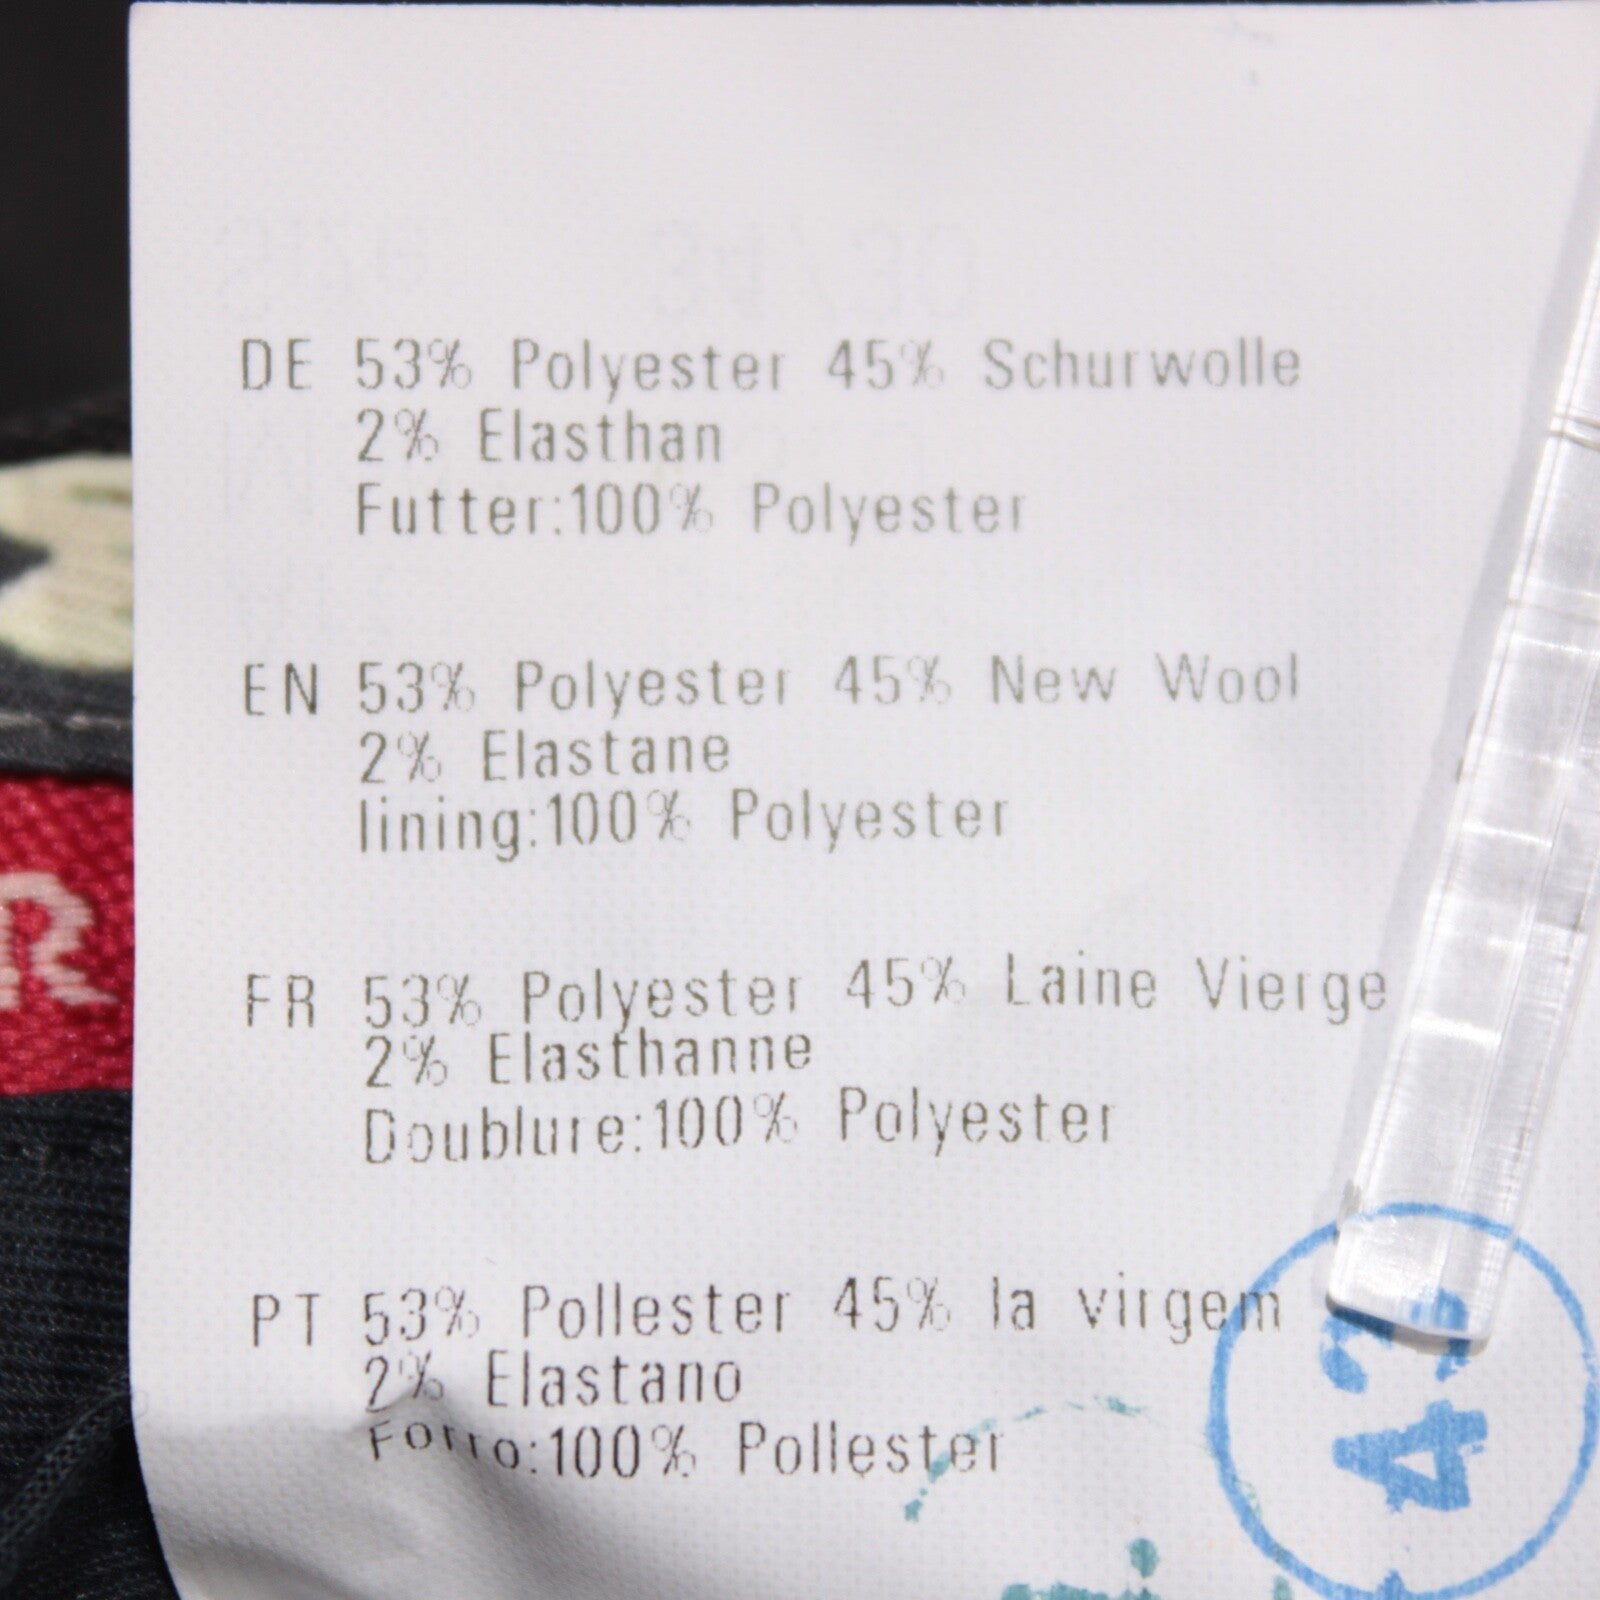 DE 53% Polyester 45% Schurwolle
2% Elasthan
Futter:100% Polyester
EN 53% Polyester 45% New Wool
2% Elastane
lining:100% Polyester
FR 53% Polyester 45% Laine Vierge
2% Elasthanne
Doublure:100% Polyester
PT 53% Pollester 45% la virgem
2% Elastano
Forro:100% Pollester
R